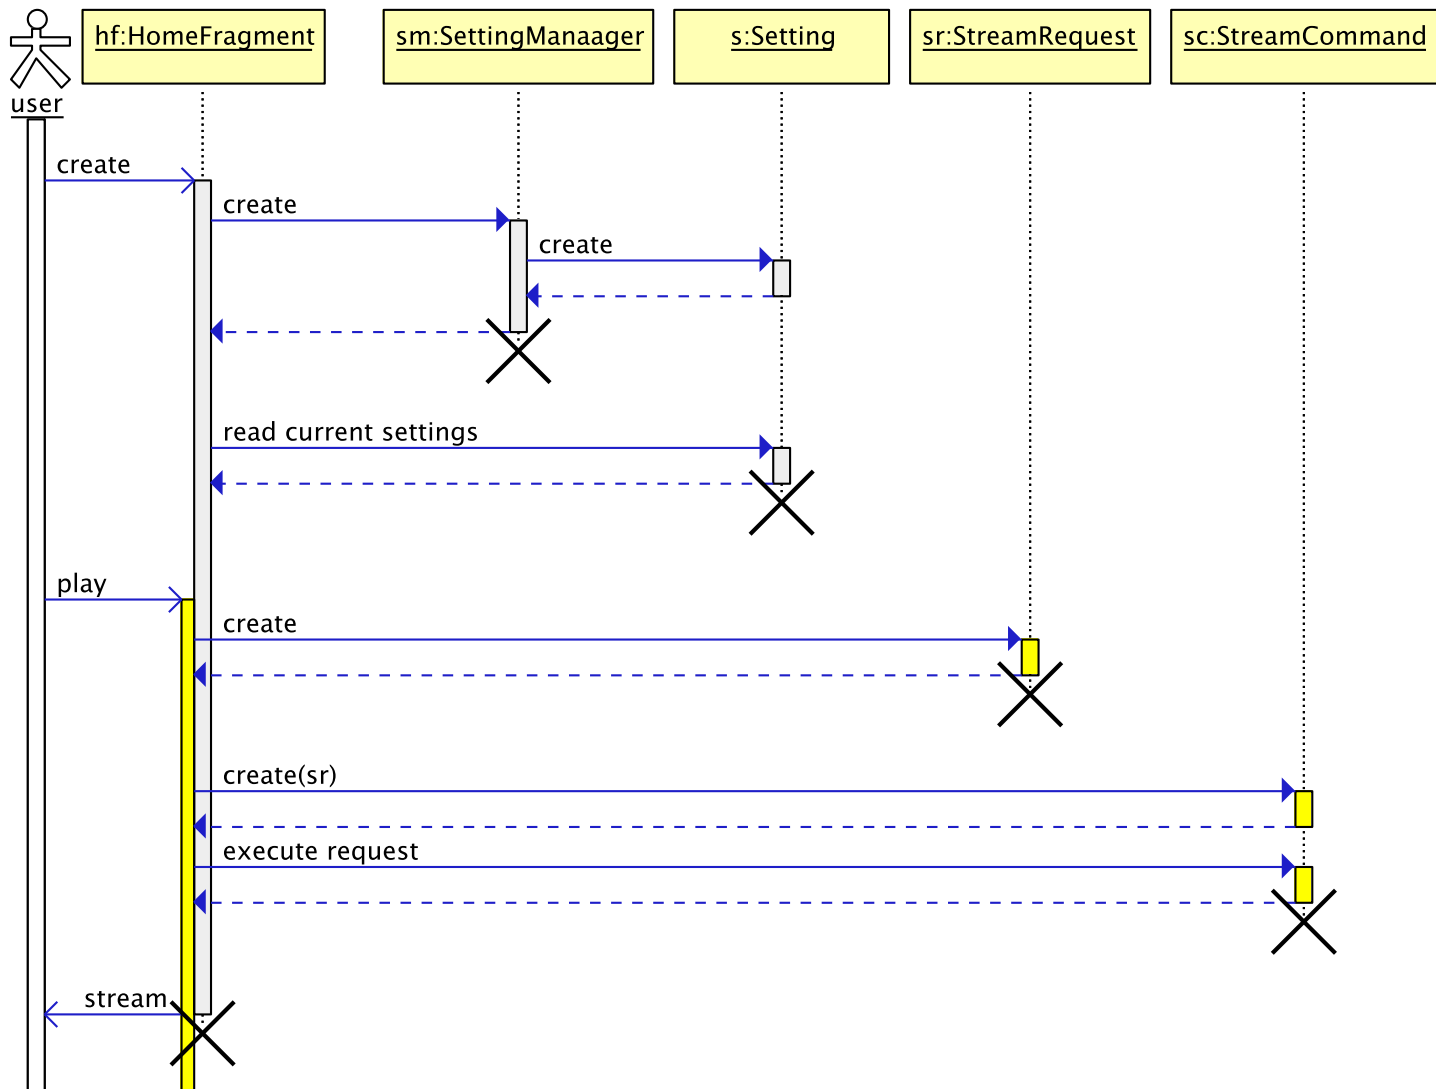 hf:HomeFragment
sm:SettingManaager
s:Setting
sr:StreamRequest
sc:StreamCommand
user
create
create
create
read current settings
play
create
create(sr)
execute request
stream